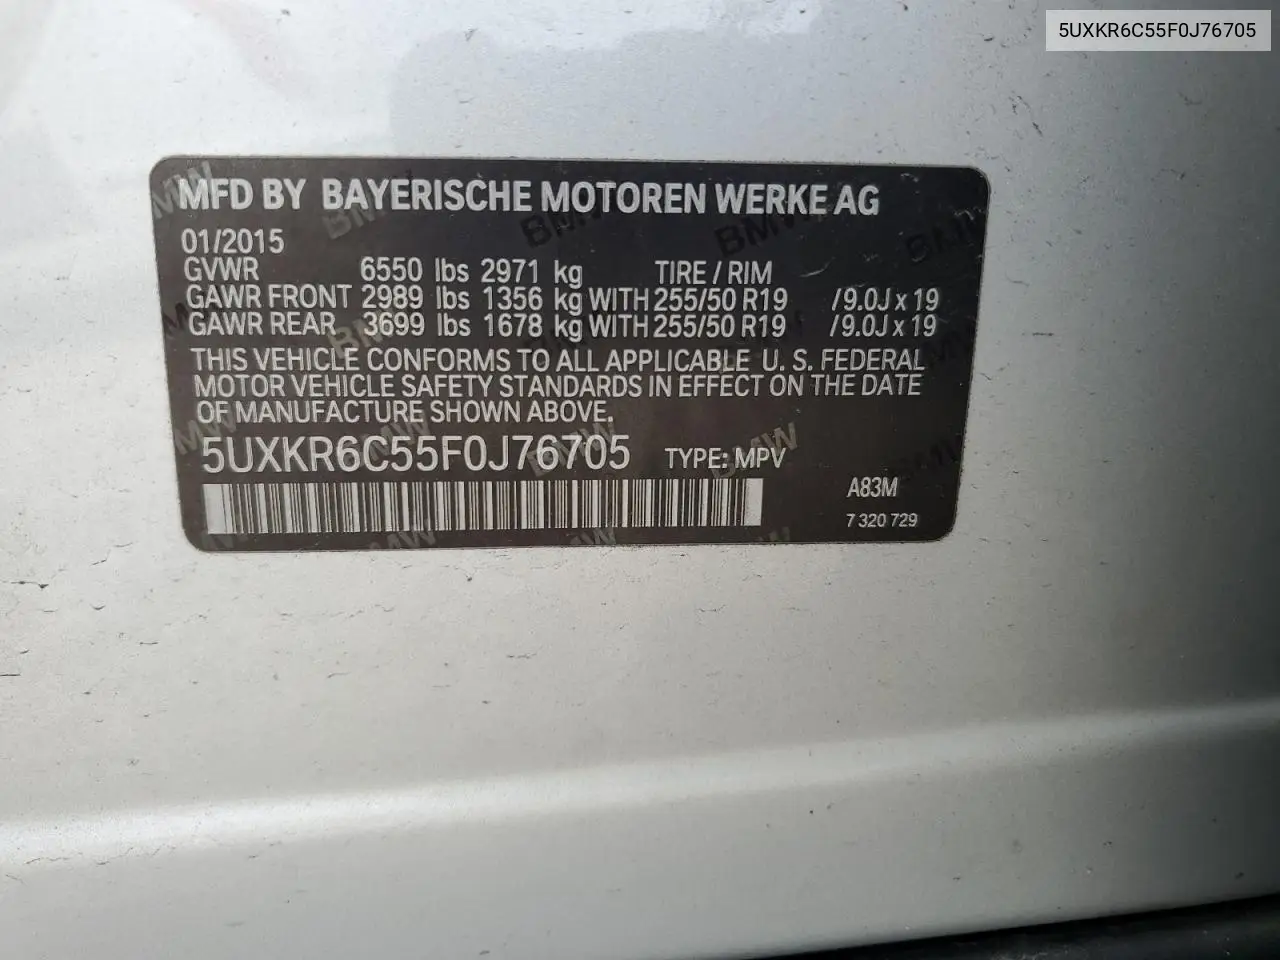 5UXKR6C55F0J76705
MFD BY BAYERISCHE MOTOREN WERKE AG
01/2015
GVWR 6550 lbs 2971 kg TIRE / RIM
GAWR FRONT 2989 lbs 1356 kg WITH 255/50 R19 /9.0J x 19
GAWR REAR 3699 lbs 1678 kg WITH 255/50 R19 /9.0J x 19
THIS VEHICLE CONFORMS TO ALL APPLICABLE U. S. FEDERAL
MOTOR VEHICLE SAFETY STANDARDS IN EFFECT ON THE DATE
OF MANUFACTURE SHOWN ABOVE.
5UXKR6C55F0J76705 TYPE: MPV
A83M
7 320 729